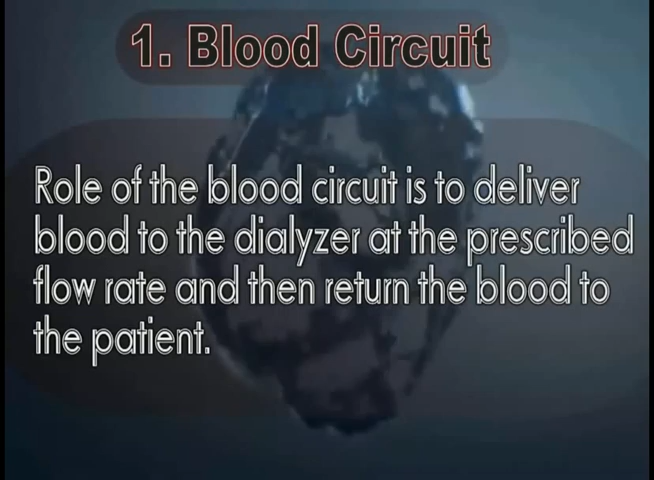 1. Blood Circuit
Role of the blood circuit is to deliver
blood to the dialyzer at the prescribed
flow rate and then return the blood to
the patient.